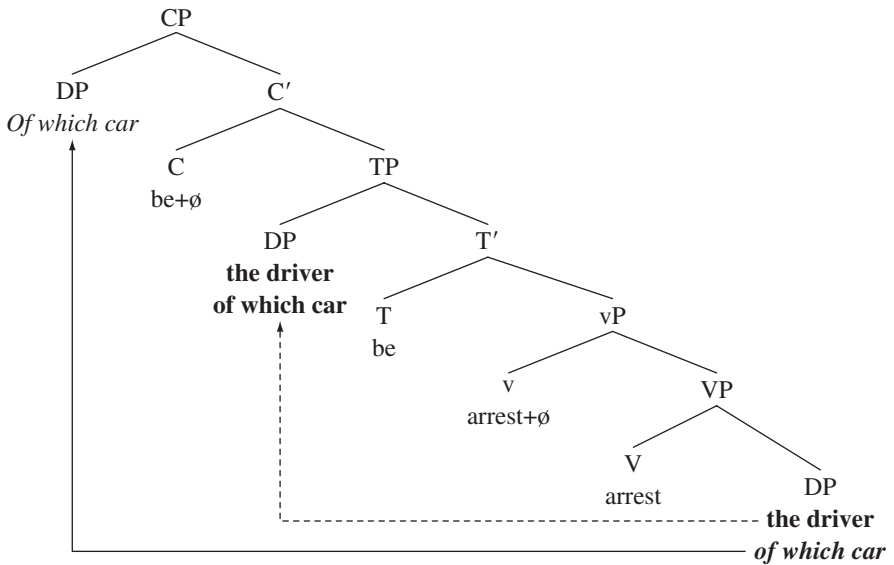 CP
DP
C′
Of which car
C
TP
be+ø
DP
T′
the driver
of which car
T
vP
be
v
VP
arrest+ø
V
DP
arrest
the driver
of which car